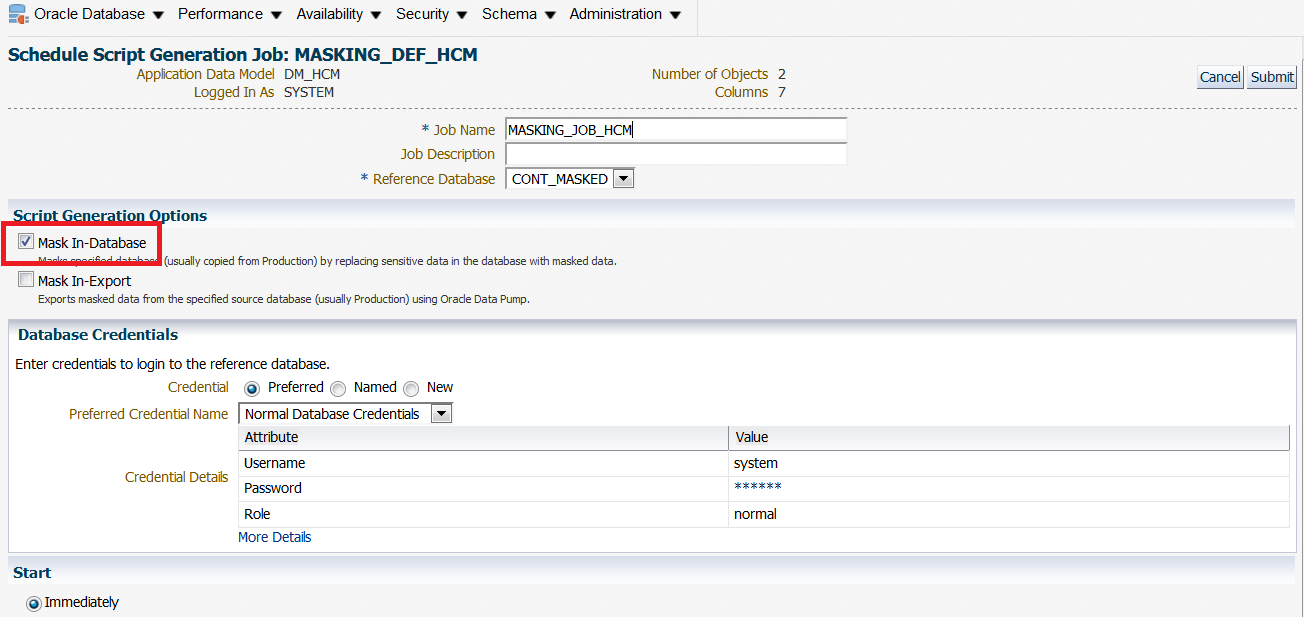 Oracle Database Performance Availability Security Schema Administration
Schedule Script Generation Job: MASKING_DEF_HCM
Application Data Model DM_HCM Number of Objects 2
Cancel Submit
Logged In As SYSTEM Columns 7
* Job Name MASKING_JOB_HCM
Job Description
* Reference Database CONT_MASKED
Script Generation Options
Mask In-Database
Masks specified database (usually copied from Production) by replacing sensitive data in the database with masked data.
Mask In-Export
Exports masked data from the specified source database (usually Production) using Oracle Data Pump.
Database Credentials
Enter credentials to login to the reference database.
Credential Preferred Named New
Preferred Credential Name Normal Database Credentials
Attribute Value
Username system
Credential Details
Password ******
Role normal
More Details
Start
Immediately